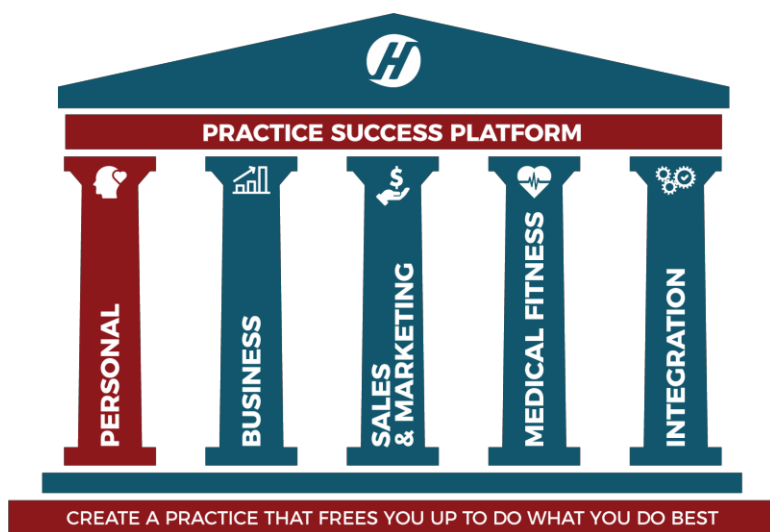 H
PRACTICE SUCCESS PLATFORM
$
PERSONAL
BUSINESS
SALES
& MARKETING
MEDICAL FITNESS
INTEGRATION
CREATE A PRACTICE THAT FREES YOU UP TO DO WHAT YOU DO BEST